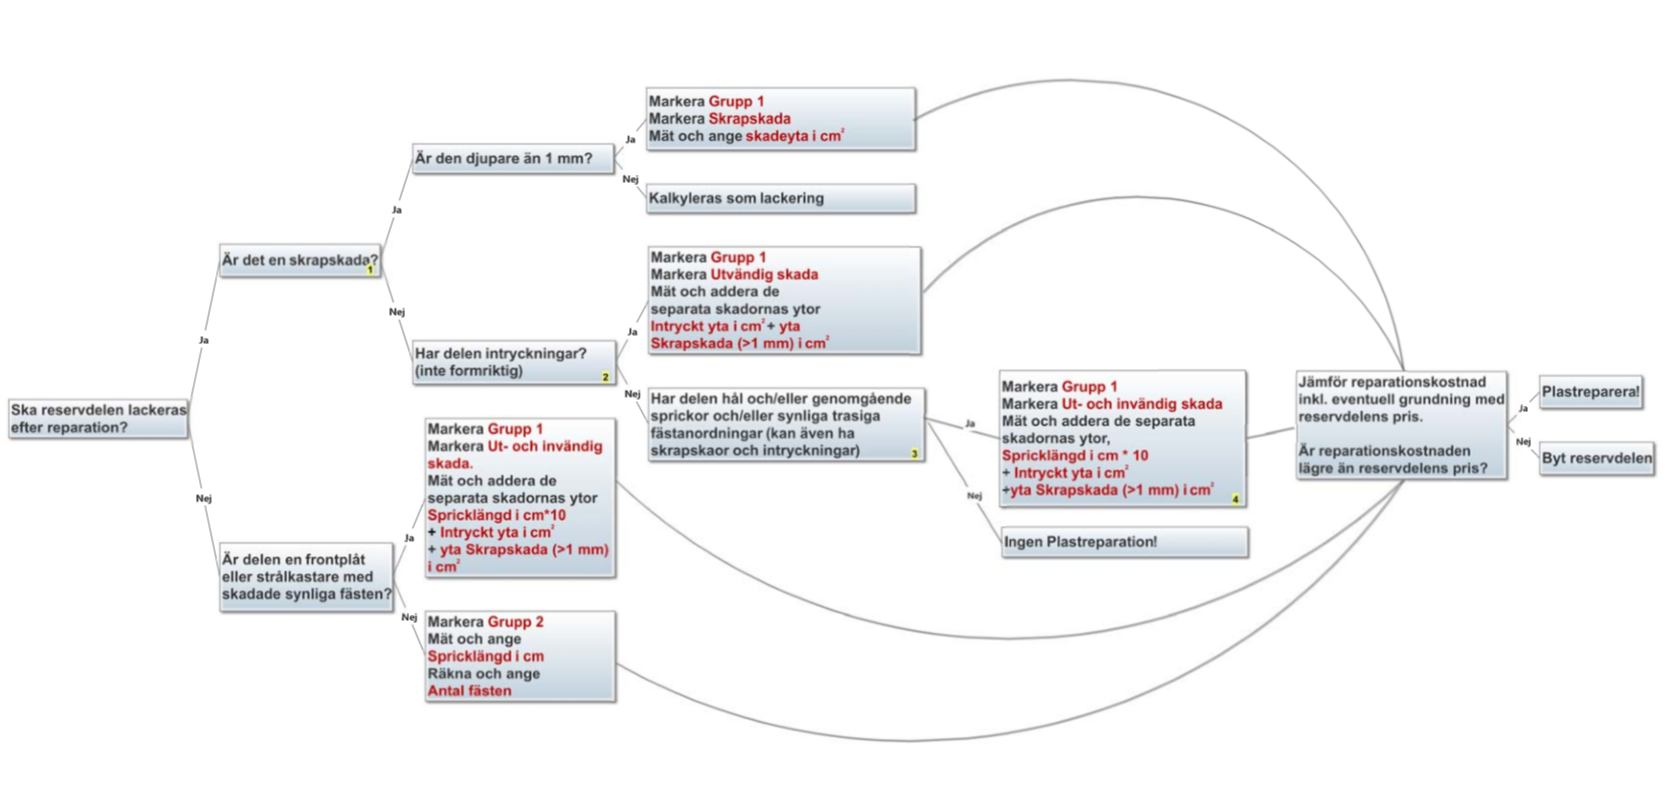 Ska reservdelen lackeras
efter reparation?
Ja
Nej
Är det en skrapskada?
1
Ja
Nej
Är den djupare än 1 mm?
Ja
Nej
Markera Grupp 1
Markera Skrapskada
Mät och ange skadeyta i cm²
Kalkyleras som lackering
Har delen intryckningar?
(inte formriktig)
2
Ja
Nej
Markera Grupp 1
Markera Utvändig skada
Mät och addera de
separata skadornas ytor
Intryckt yta i cm²+ yta
Skrapskada (>1 mm) i cm²
Har delen hål och/eller genomgående
sprickor och/eller synliga trasiga
fästanordningar (kan även ha
skrapskaor och intryckningar)
3
Ja
Nej
Markera Grupp 1
Markera Ut- och invändig skada
Mät och addera de separata
skadornas ytor,
Spricklängd i cm * 10
+ Intryckt yta i cm²
+yta Skrapskada (>1 mm) i cm²
4
Ingen Plastreparation!
Är delen en frontplåt
eller strålkastare med
skadade synliga fästen?
Ja
Nej
Markera Grupp 1
Markera Ut- och invändig
skada.
Mät och addera de
separata skadornas ytor
Spricklängd i cm*10
+ Intryckt yta i cm²
+ yta Skrapskada (>1 mm)
i cm²
Markera Grupp 2
Mät och ange
Spricklängd i cm
Räkna och ange
Antal fästen
Jämför reparationskostnad
inkl. eventuell grundning med
reservdelens pris.
Är reparationskostnaden
lägre än reservdelens pris?
Ja
Nej
Plastreparera!
Byt reservdelen